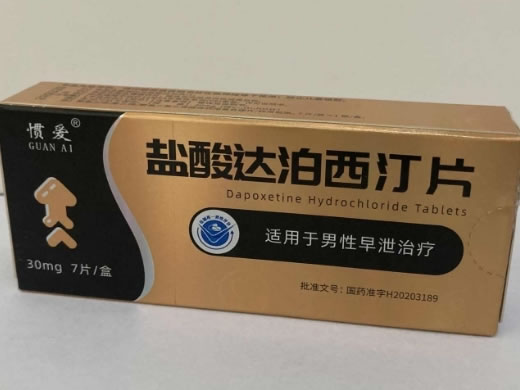 惯爱®
GUAN AI
盐酸达泊西汀片
Dapoxetine Hydrochloride Tablets
适用于男性早泄治疗
30mg 7片/盒
批准文号：国药准字H20203189